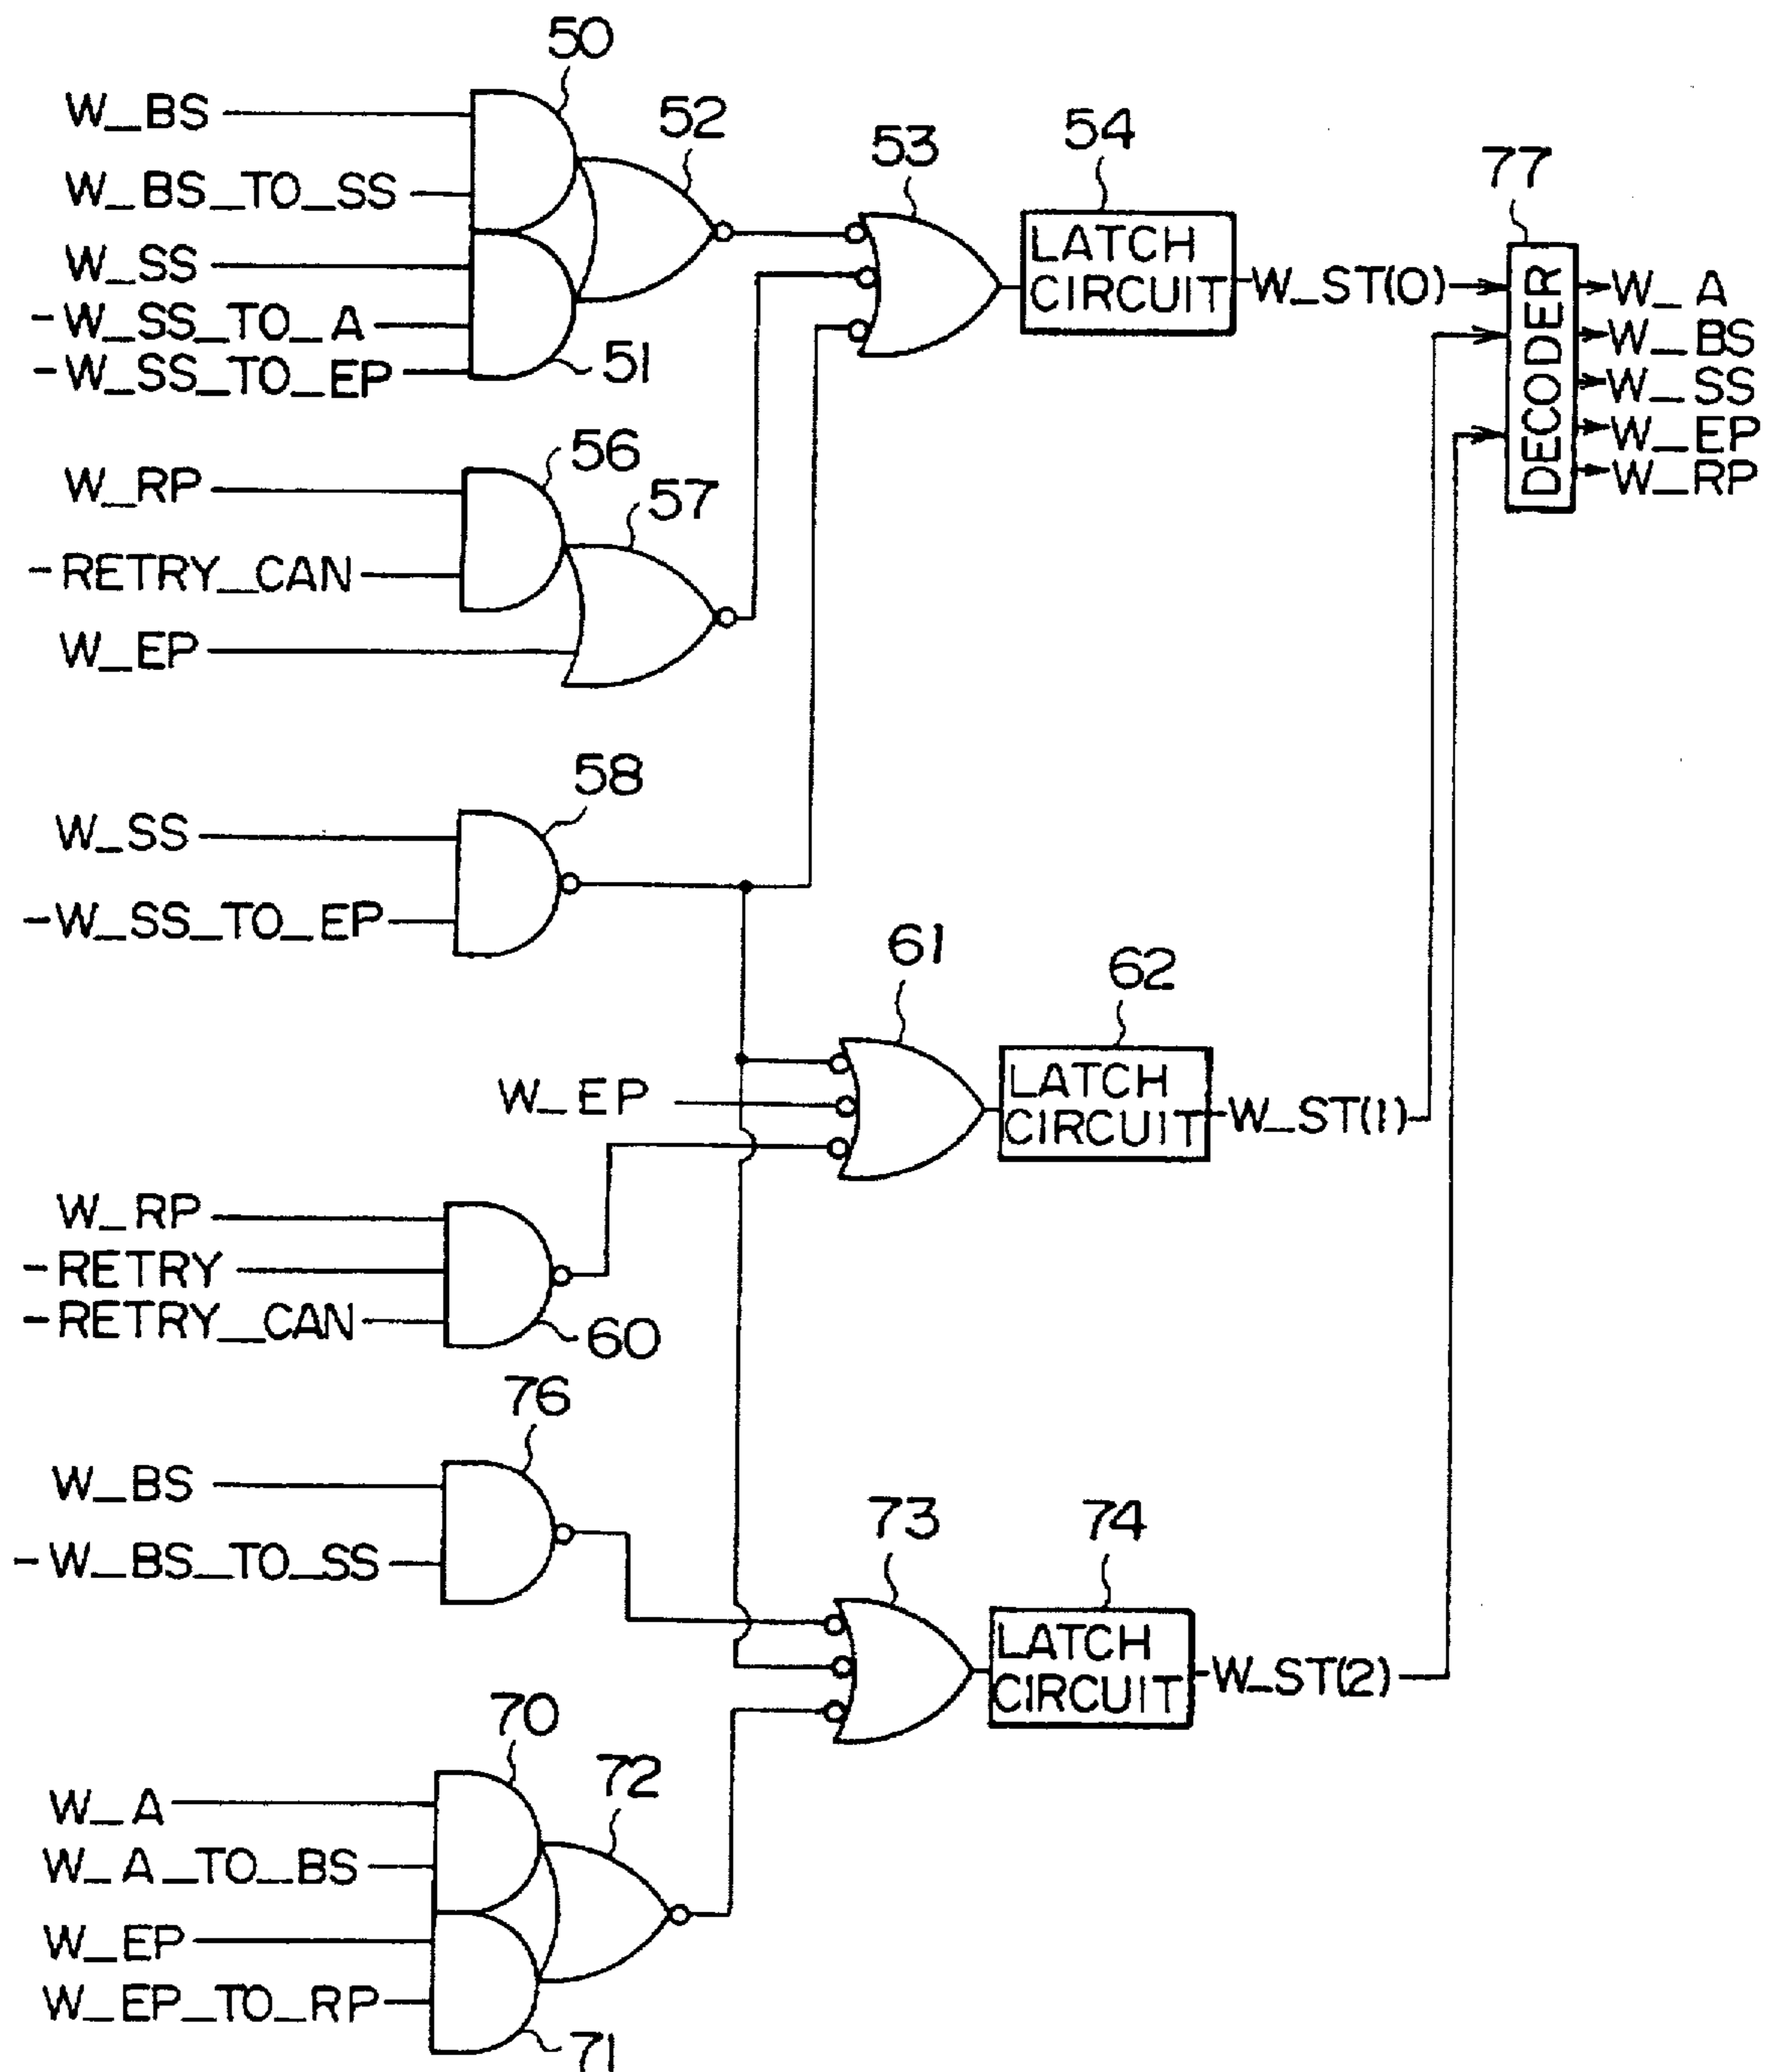 50
W_BS
52
54
W_BS_TO_SS
53
77
W_SS
LATCH
CIRCUIT
W_ST(0)
DECODER
W_A
-W_SS_TO_A
W_BS
-W_SS_TO_EP
51
W_SS
W_EP
W_RP
56
W_RP
57
-RETRY_CAN
W_EP
58
W_SS
-W_SS_TO_EP
61
62
LATCH
CIRCUIT
W_EP
W_ST(1)
W_RP
-RETRY
-RETRY_CAN
60
76
W_BS
73
74
-W_BS_TO_SS
LATCH
CIRCUIT
W_ST(2)
70
72
W_A
W_A_TO_BS
W_EP
W_EP_TO_RP
71